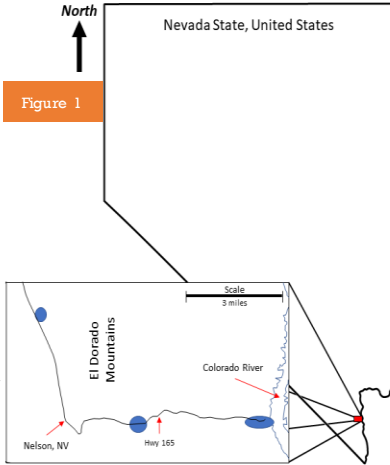 North
Nevada State, United States
Figure 1
Scale
3 miles
El Dorado
Mountains
Colorado River
Nelson, NV
Hwy 165